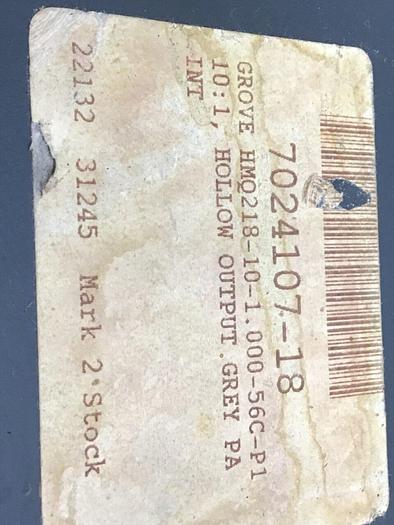 7024107-18
GROVE HMQ218-10-1.000-56C-P1
10:1, HOLLOW OUTPUT.GREY PA
INT
22132 31245 Mark 2 Stock